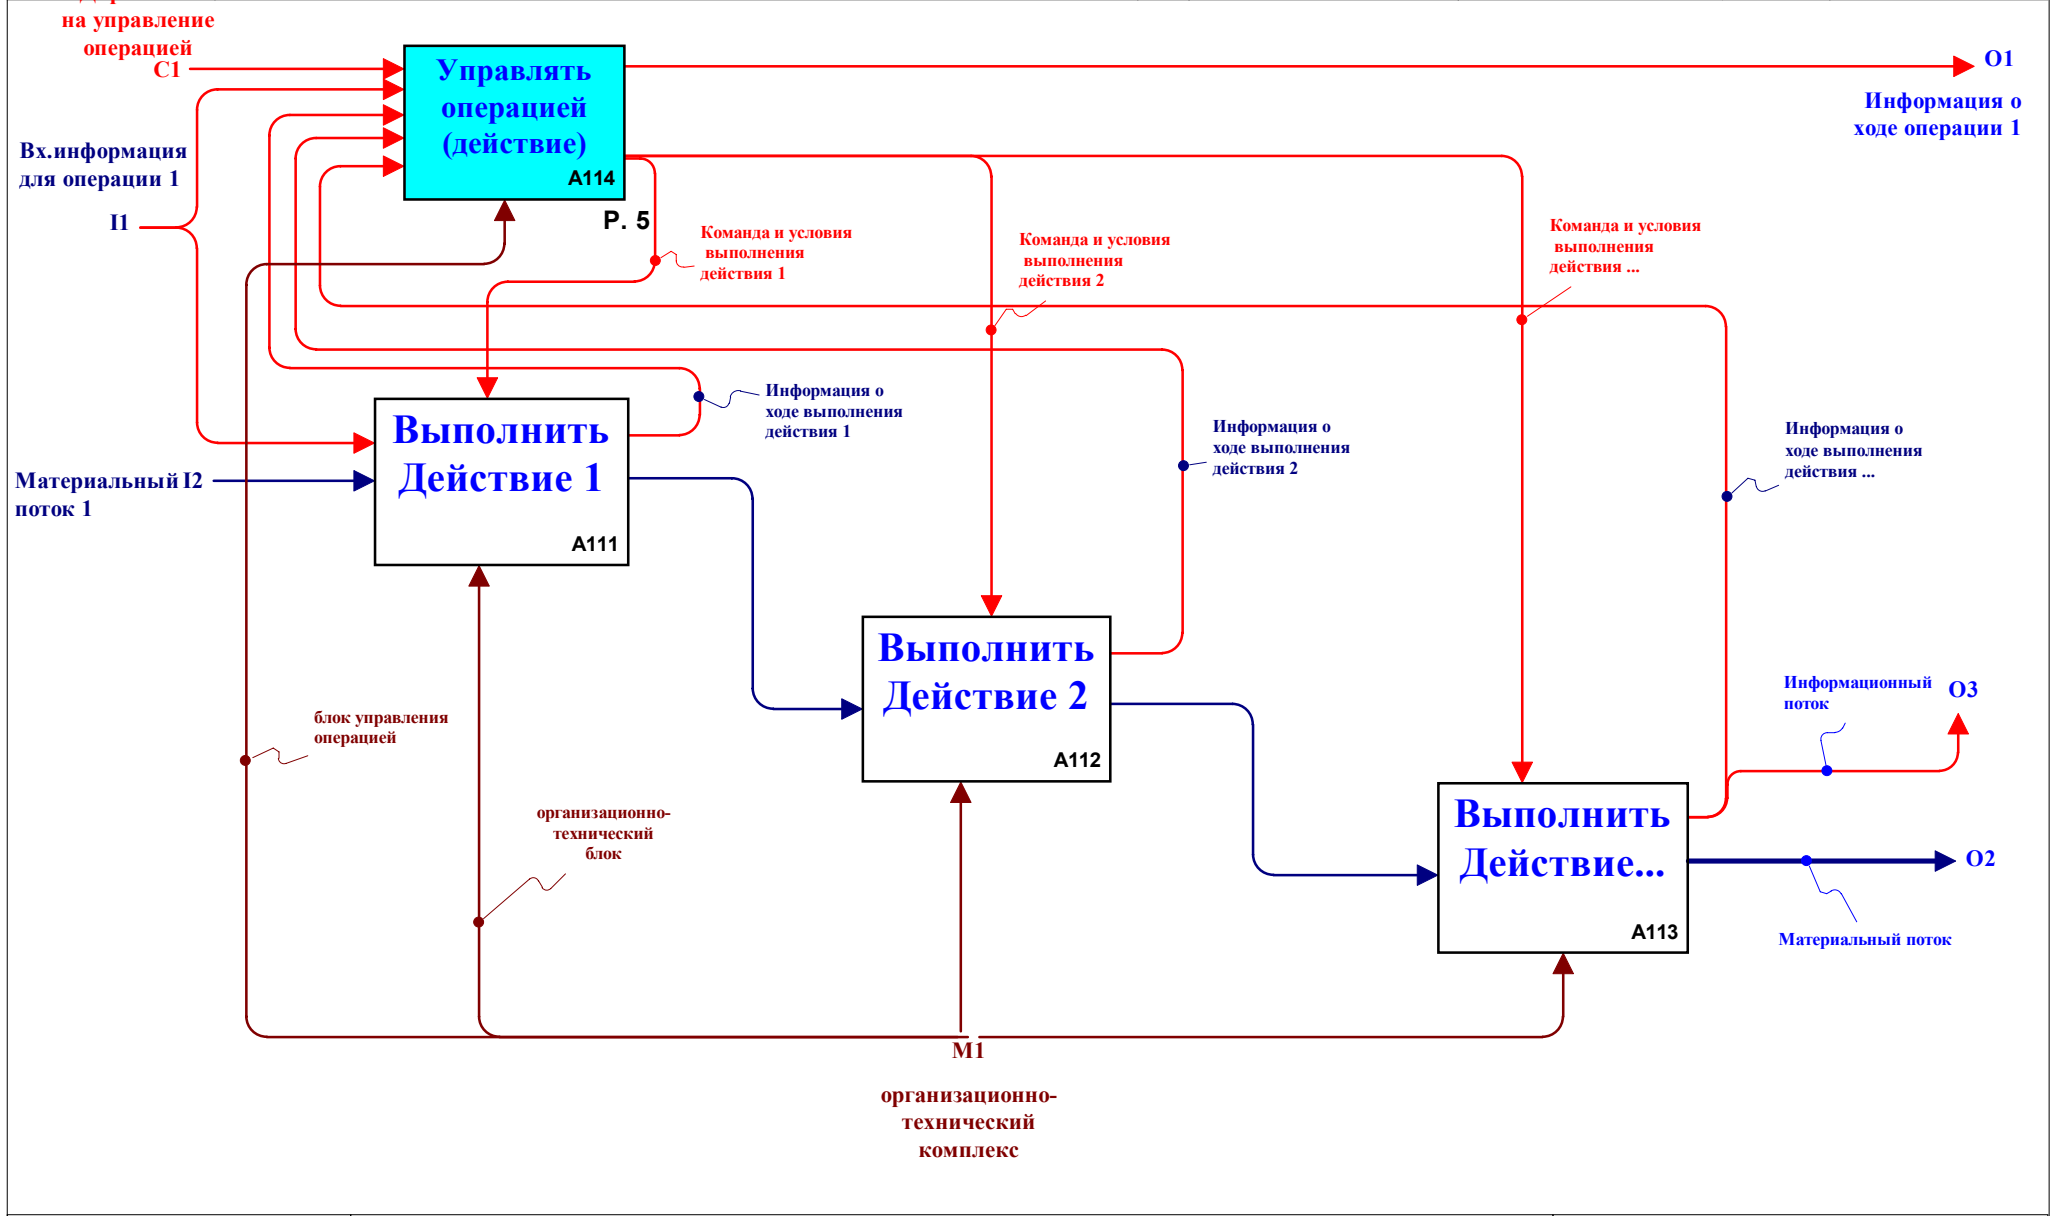 на управление
операцией
C1
Управлять
операцией
(действие)
A114
P. 5
O1
Информация о
ходе операции 1
Вх.информация
для операции 1
I1
Команда и условия
выполнения
действия 1
Команда и условия
выполнения
действия 2
Команда и условия
выполнения
действия ...
Выполнить
Действие 1
A111
Информация о
ходе выполнения
действия 1
Информация о
ходе выполнения
действия 2
Информация о
ходе выполнения
действия ...
Материальный I2
поток 1
Выполнить
Действие 2
A112
Информационный
поток
O3
блок управления
операцией
организационно-
технический
блок
Выполнить
Действие...
A113
O2
Материальный поток
M1
организационно-
технический
комплекс